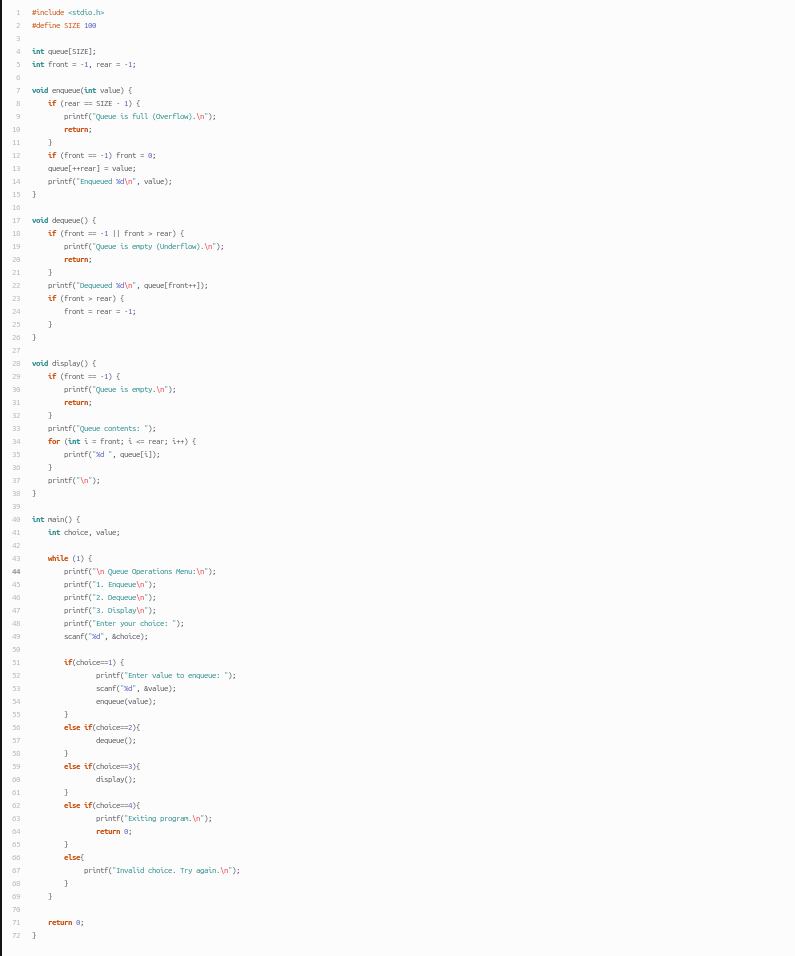 1 #include <stdio.h>
2 #define SIZE 100
3
4 int queue[SIZE];
5 int front = -1, rear = -1;
6
7 void enqueue(int value) {
8     if (rear == SIZE - 1) {
9         printf("Queue is full (Overflow).\n");
10         return;
11     }
12     if (front == -1) front = 0;
13     queue[++rear] = value;
14     printf("Enqueued %d\n", value);
15 }
16
17 void dequeue() {
18     if (front == -1 || front > rear) {
19         printf("Queue is empty (Underflow).\n");
20         return;
21     }
22     printf("Dequeued %d\n", queue[front++]);
23     if (front > rear) {
24         front = rear = -1;
25     }
26 }
27
28 void display() {
29     if (front == -1) {
30         printf("Queue is empty.\n");
31         return;
32     }
33     printf("Queue contents: ");
34     for (int i = front; i <= rear; i++) {
35         printf("%d ", queue[i]);
36     }
37     printf("\n");
38 }
39
40 int main() {
41     int choice, value;
42
43     while (1) {
44         printf("\n Queue Operations Menu:\n");
45         printf("1. Enqueue\n");
46         printf("2. Dequeue\n");
47         printf("3. Display\n");
48         printf("Enter your choice: ");
49         scanf("%d", &choice);
50
51         if(choice==1) {
52                 printf("Enter value to enqueue: ");
53                 scanf("%d", &value);
54                 enqueue(value);
55         }
56         else if(choice==2){
57                 dequeue();
58         }
59         else if(choice==3){
60                 display();
61         }
62         else if(choice==4){
63                 printf("Exiting program.\n");
64                 return 0;
65         }
66         else{
67              printf("Invalid choice. Try again.\n");
68         }
69     }
70
71     return 0;
72 }